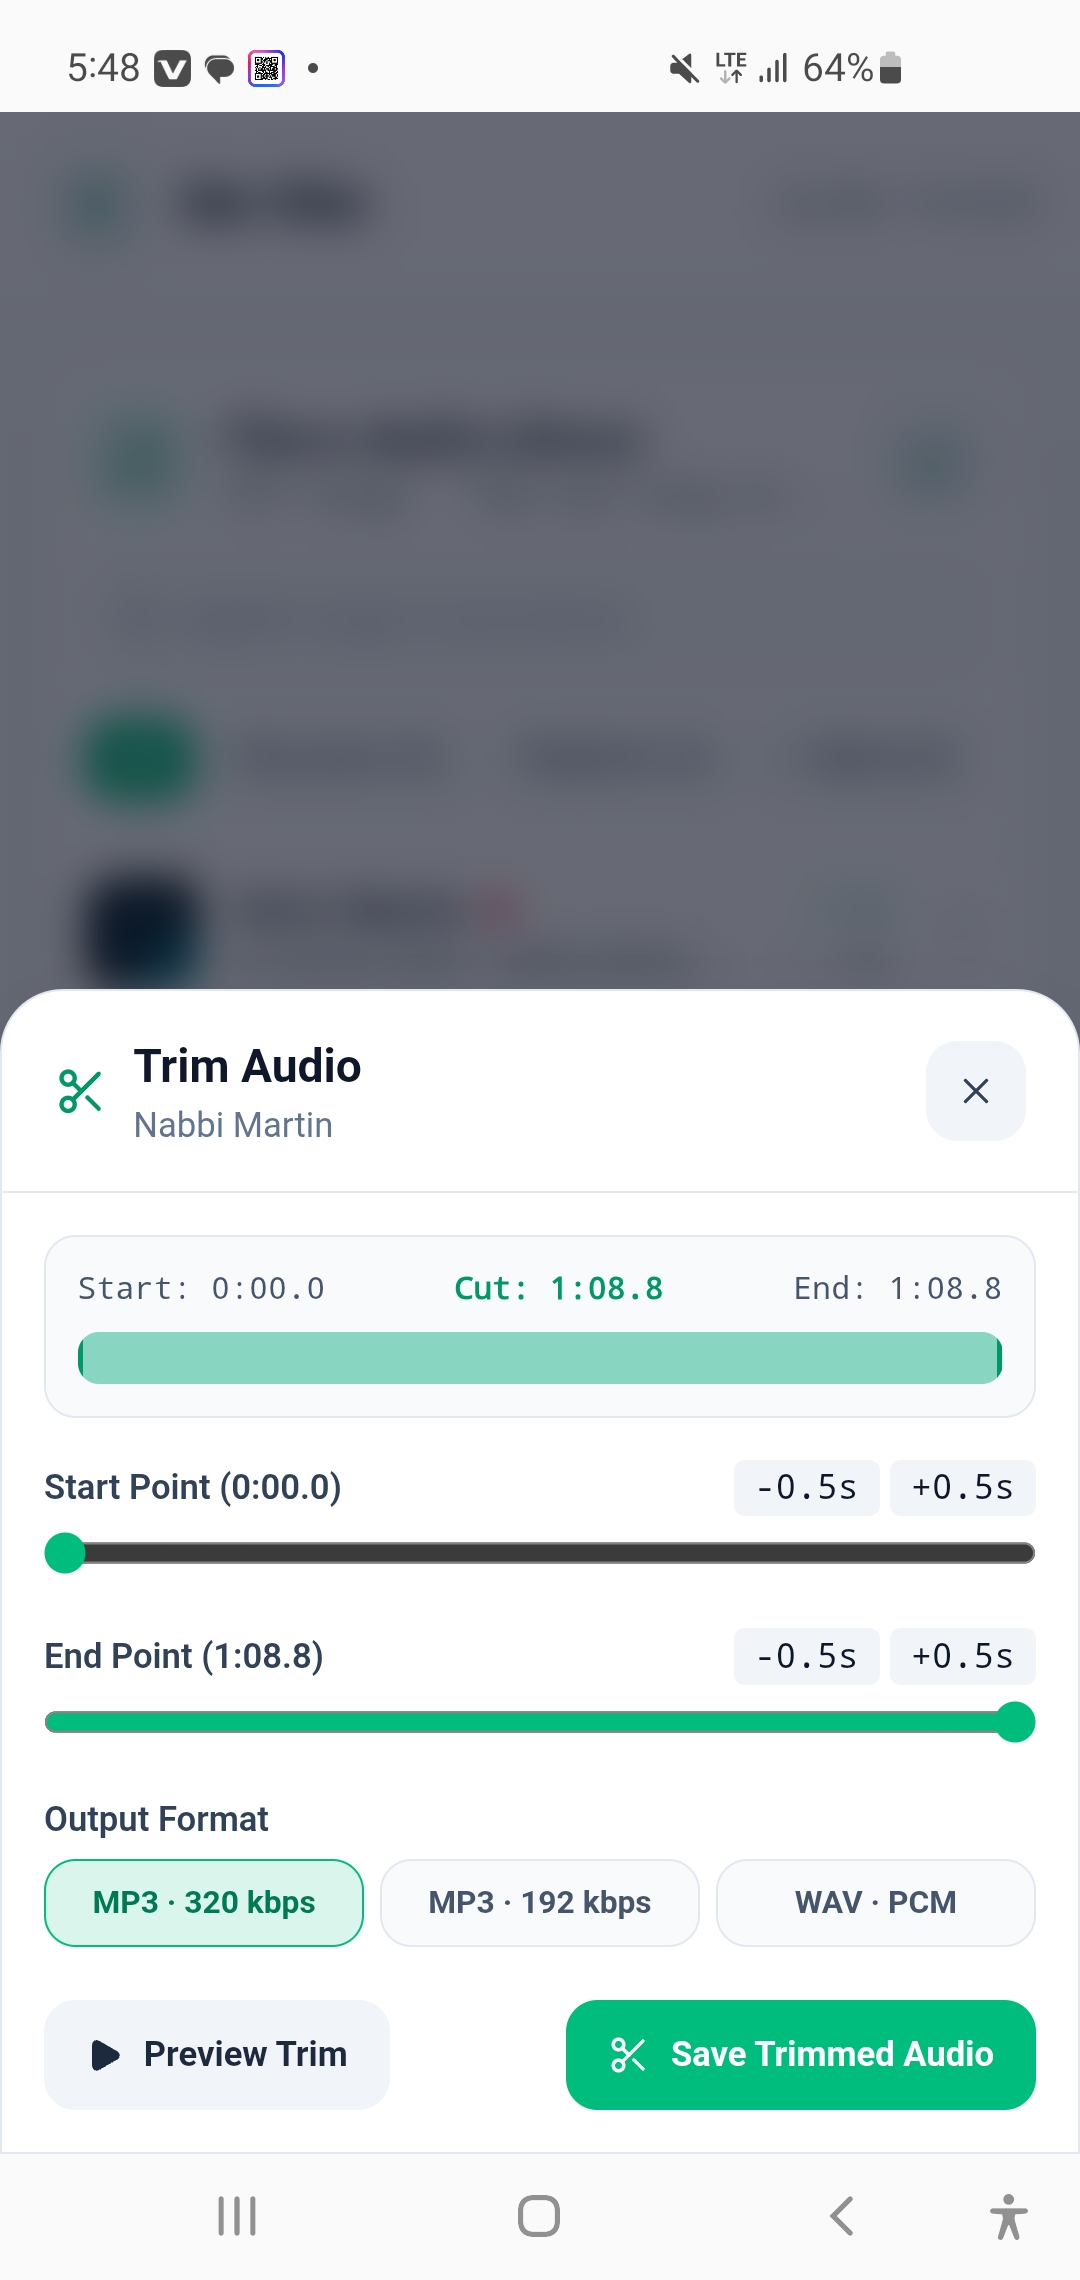 5:48
LTE
64%
Trim Audio
Nabbi Martin
Start: 0:00.0 Cut: 1:08.8 End: 1:08.8
Start Point (0:00.0) -0.5s +0.5s
End Point (1:08.8) -0.5s +0.5s
Output Format
MP3 · 320 kbps MP3 · 192 kbps WAV · PCM
Preview Trim Save Trimmed Audio